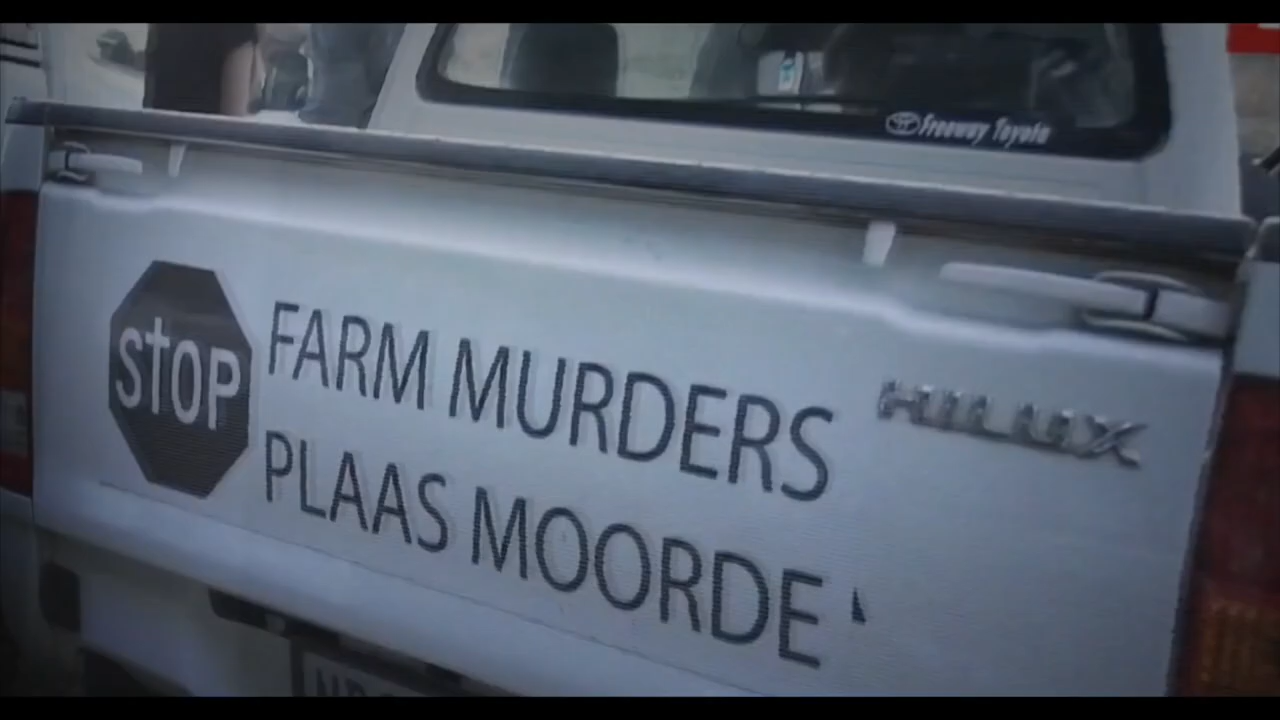 Freeway Toyota
HILUX
STOP
FARM MURDERS
PLAAS MOORDE